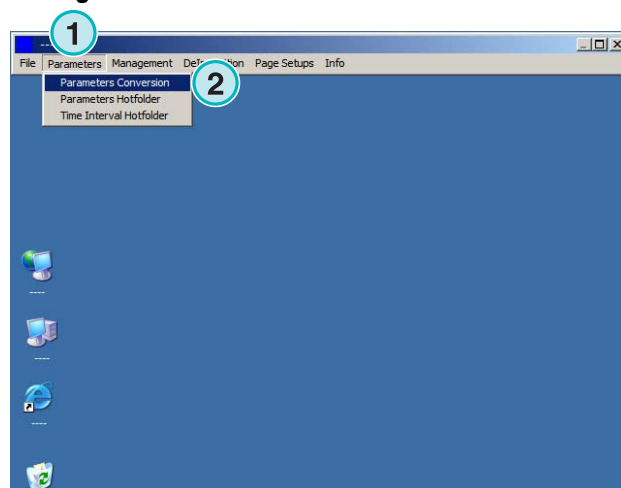 1
File Parameters Management Page Setups Info
2
Parameters Conversion
Parameters Hotfolder
Time Interval Hotfolder
----
----
----